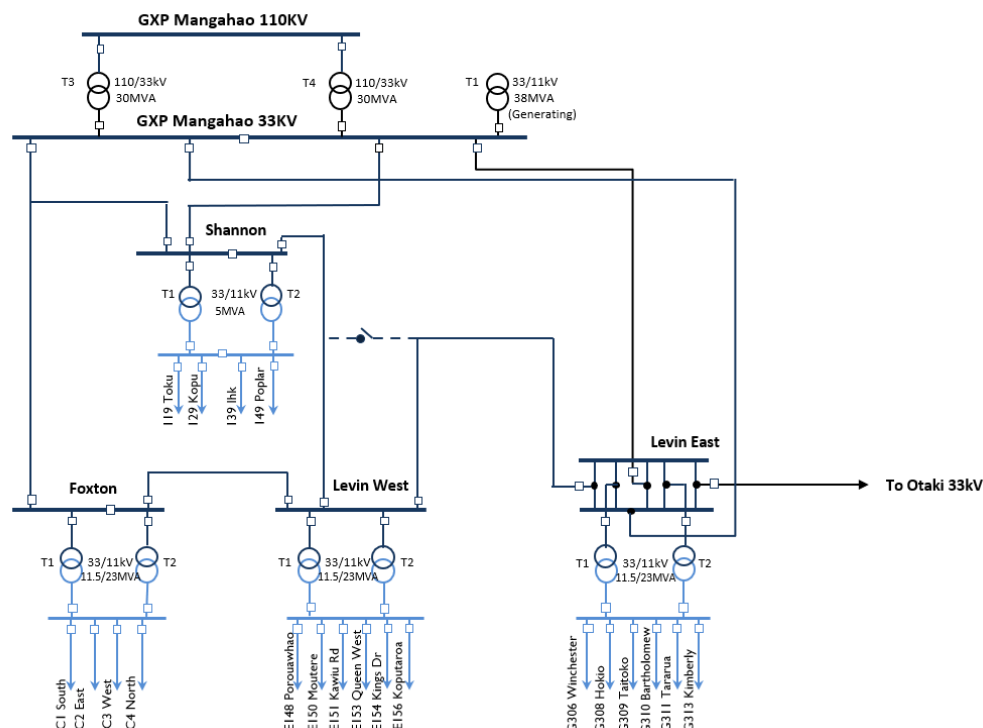 GXP Mangahao 110KV
T3
110/33kV
30MVA
T4
110/33kV
30MVA
T1
33/11kV
38MVA
(Generating)
GXP Mangahao 33KV
Shannon
T1
33/11kV
5MVA
T2
I19 Toku
I29 Kopu
I39 Ihk
I49 Poplar
Foxton
Levin West
Levin East
To Otaki 33kV
T1
33/11kV
11.5/23MVA
T2
T1
33/11kV
11.5/23MVA
T2
T1
33/11kV
11.5/23MVA
T2
C1 South
C2 East
C3 West
C4 North
E148 Porouawhao
E150 Moutere
E151 Kawiu Rd
E153 Queen West
E154 Kings Dr
E156 Koputaroa
G306 Winchester
G308 Hokio
G309 Taitoko
G310 Bartholomew
G311 Tararua
G313 Kimberly